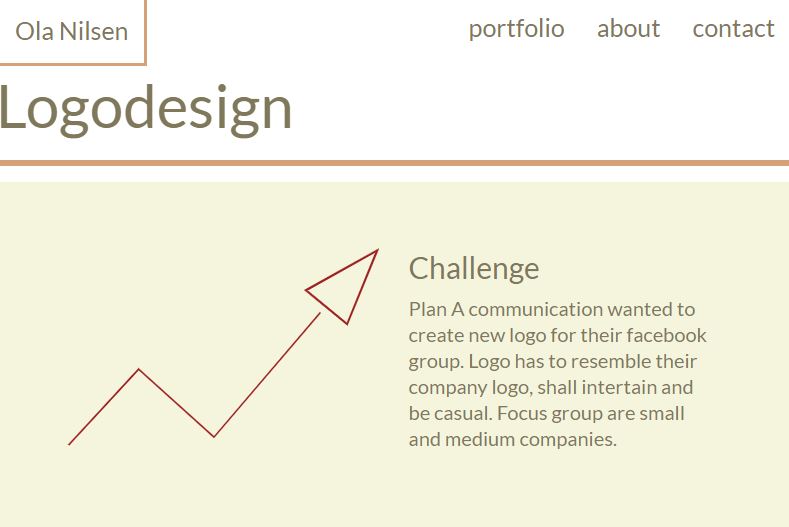 Ola Nilsen
portfolio about contact
Logodesign
Challenge
Plan A communication wanted to
create new logo for their facebook
group. Logo has to resemble their
company logo, shall intertain and
be casual. Focus group are small
and medium companies.